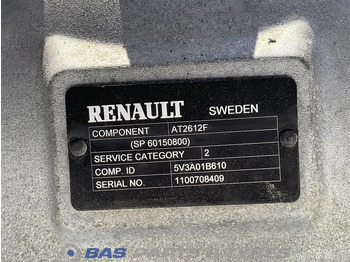 RENAULT SWEDEN
COMPONENT AT2612F
(SP 60150800)
SERVICE CATEGORY 2
COMP. ID 5V3A01B610
SERIAL NO. 1100708409
BAS